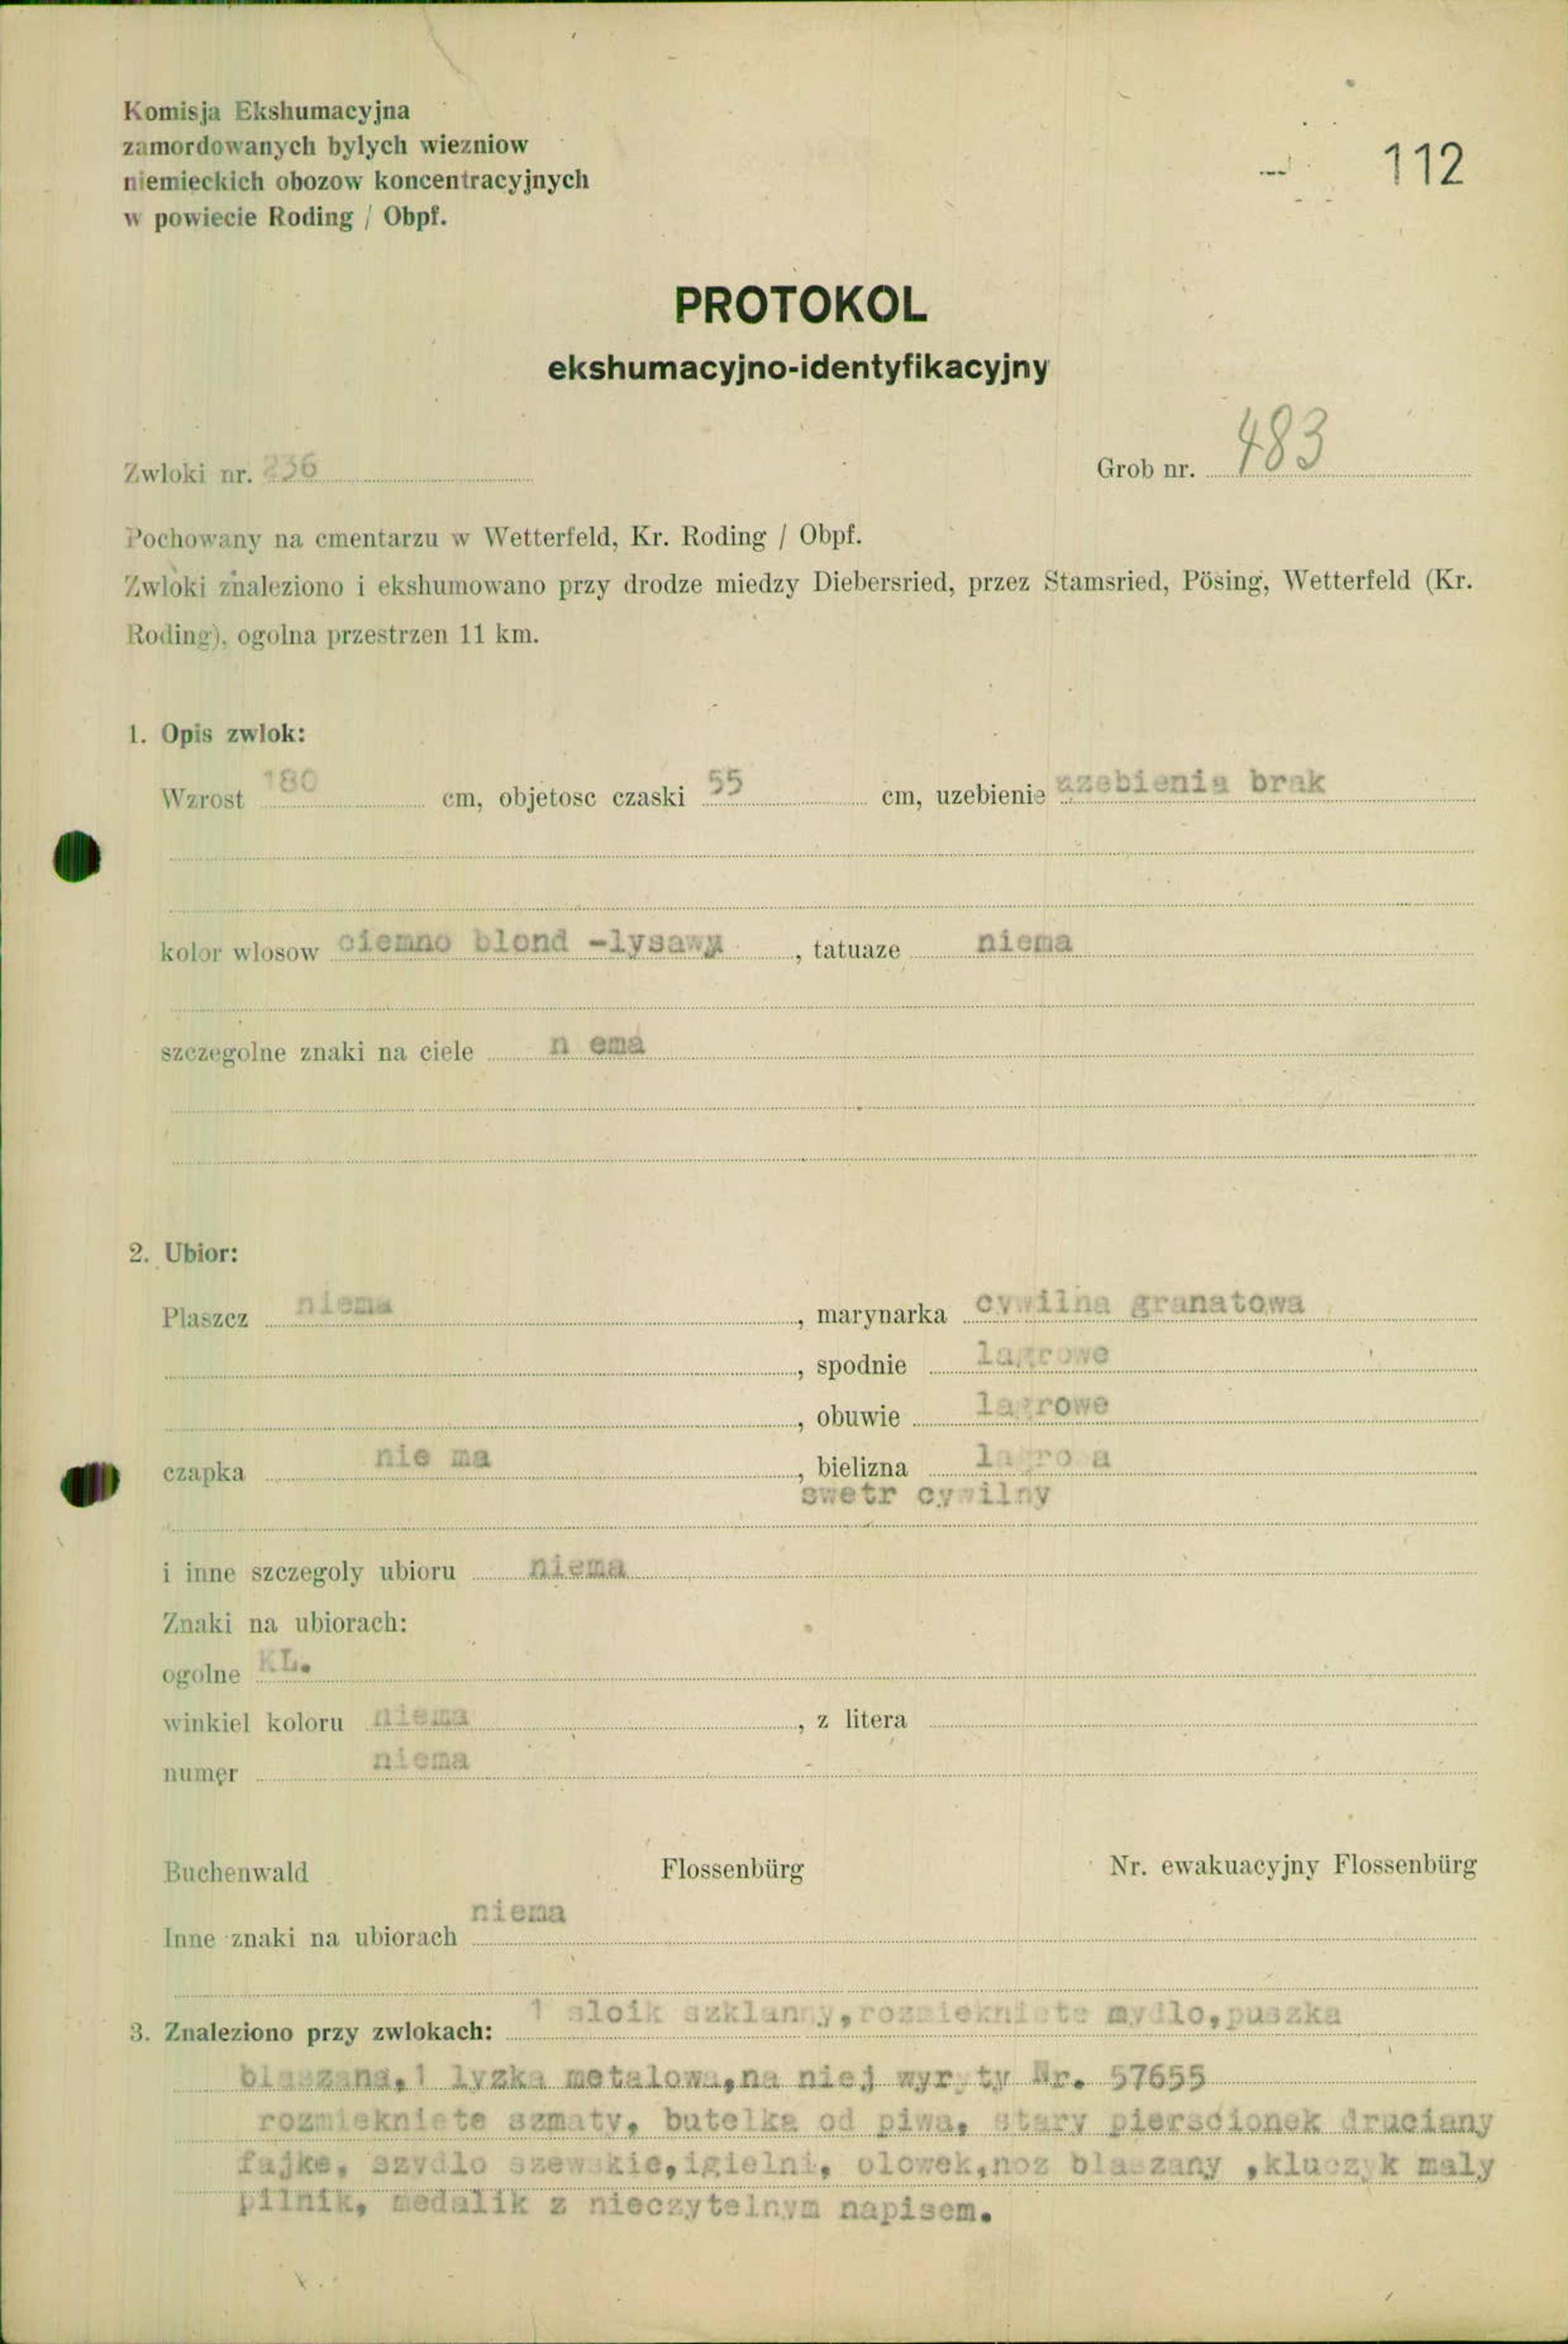 Komisja Ekshumacyjna
zamordowanych bylych wiezniow
niemieckich obozow koncentracyjnych
w powiecie Roding / Obpf.
112
PROTOKOL
ekshumacyjno-identyfikacyjny
Zwloki nr. 236
Grob nr. 483
Pochowany na cmentarzu w Wetterfeld, Kr. Roding / Obpf.
Zwloki znaleziono i ekshumowano przy drodze miedzy Diebersried, przez Stamsried, Pösing, Wetterfeld (Kr.
Roding), ogolna przestrzen 11 km.
1. Opis zwlok:
Wzrost 180 cm, objetosc czaski 55 cm, uzebienie uzebienia brak
kolor wlosow ciemno blond -lysawy, tatuaze niema
szczegolne znaki na ciele n ema
2. Ubior:
Plaszcz niema, marynarka cywilna granatowa
, spodnie lagrowe
, obuwie lagrowe
czapka nie ma, bielizna lagrowa
swetr cywilny
i inne szczegoly ubioru niema
Znaki na ubiorach:
ogolne KL.
winkiel koloru niema, z litera
numer niema
Buchenwald Flossenbürg Nr. ewakuacyjny Flossenbürg
Inne znaki na ubiorach niema
3. Znaleziono przy zwlokach: 1 sloik szklanny, rozmiekniete mydlo, puszka
blaszana, 1 lyzka metalowa, na niej wyryty Nr. 57655
rozmiekniete szmaty, butelka od piwa, stary pierscionek druciany
fajke, szydlo szewskie, igielni, olowek, noz blaszany ,kluczyk maly
pilnik, medalik z nieczytelnym napisem.